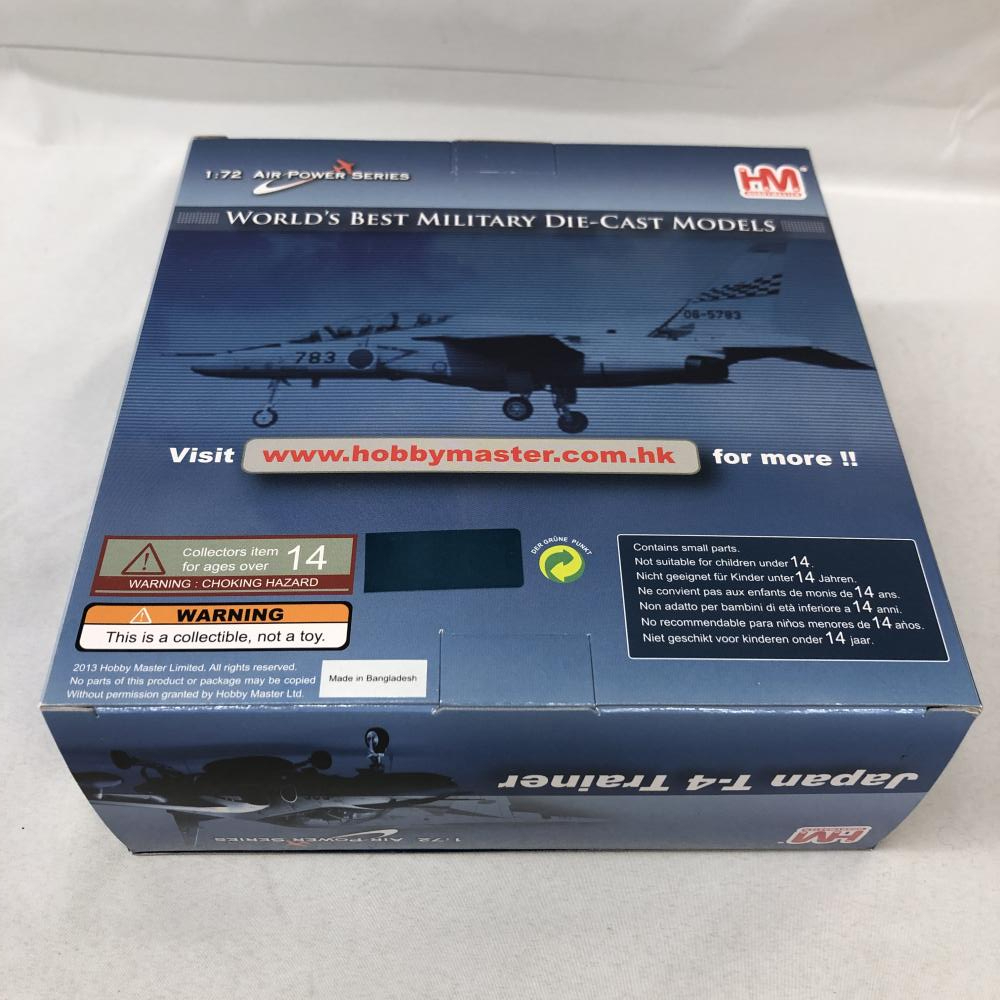 1:72 AIR POWER SERIES
HM
HOBBYMASTER
WORLD'S BEST MILITARY DIE-CAST MODELS
06-5783
783
Visit www.hobbymaster.com.hk for more !!
Collectors item
for ages over 14
WARNING : CHOKING HAZARD
WARNING
This is a collectible, not a toy.
DER GRÜNE PUNKT
Contains small parts.
Not suitable for children under 14.
Nicht geeignet für Kinder unter 14 Jahren.
Ne convient pas aux enfants de monis de 14 ans.
Non adatto per bambini di età inferiore a 14 anni.
No recommendable para niños menores de 14 años.
Niet geschikt voor kinderen onder 14 jaar.
2013 Hobby Master Limited. All rights reserved.
No parts of this product or package may be copied
Without permission granted by Hobby Master Ltd.
Made in Bangladesh
Japan T-4 Trainer
1:72 AIR POWER SERIES
HM